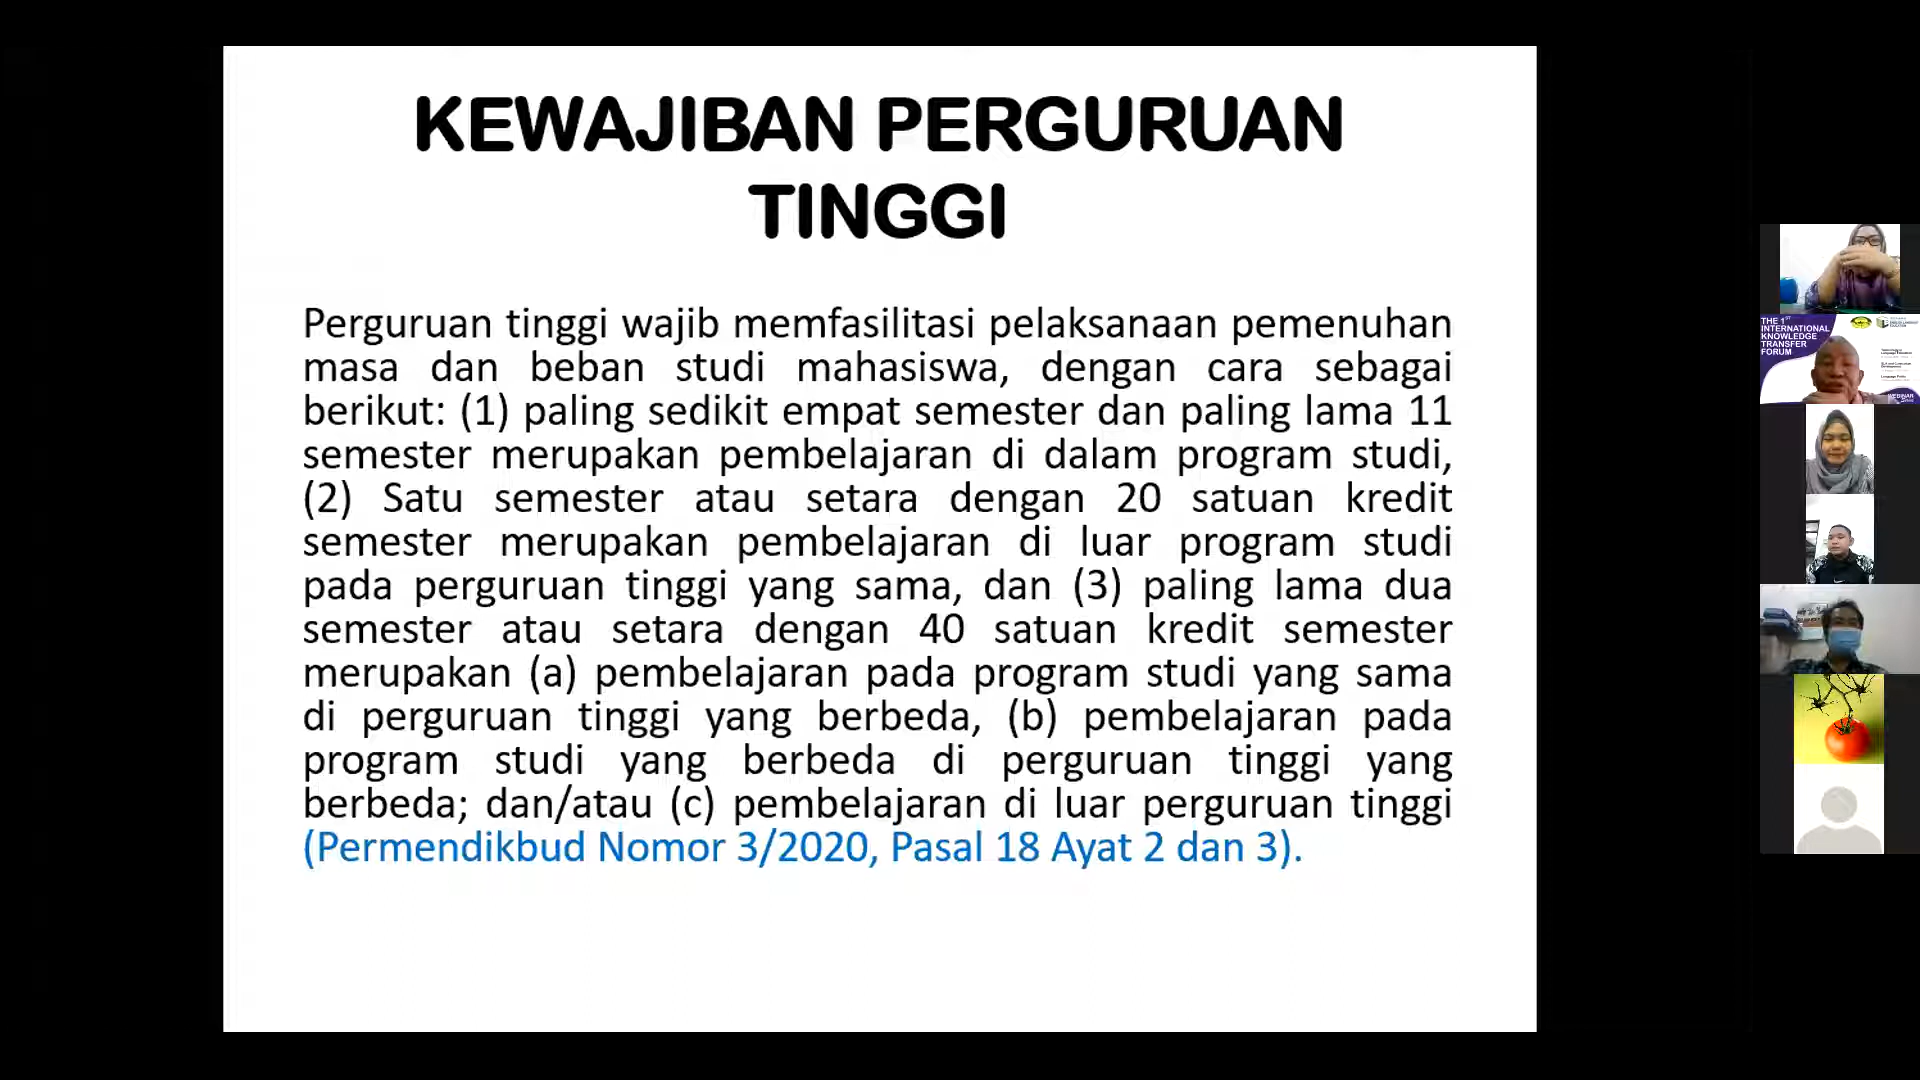 KEWAJIBAN PERGURUAN
TINGGI
Perguruan tinggi wajib memfasilitasi pelaksanaan pemenuhan
masa dan beban studi mahasiswa, dengan cara sebagai
berikut: (1) paling sedikit empat semester dan paling lama 11
semester merupakan pembelajaran di dalam program studi,
(2) Satu semester atau setara dengan 20 satuan kredit
semester merupakan pembelajaran di luar program studi
pada perguruan tinggi yang sama, dan (3) paling lama dua
semester atau setara dengan 40 satuan kredit semester
merupakan (a) pembelajaran pada program studi yang sama
di perguruan tinggi yang berbeda, (b) pembelajaran pada
program studi yang berbeda di perguruan tinggi yang
berbeda; dan/atau (c) pembelajaran di luar perguruan tinggi
(Permendikbud Nomor 3/2020, Pasal 18 Ayat 2 dan 3).
THE 1ST
INTERNATIONAL
KNOWLEDGE
TRANSFER
FORUM
WEBINAR